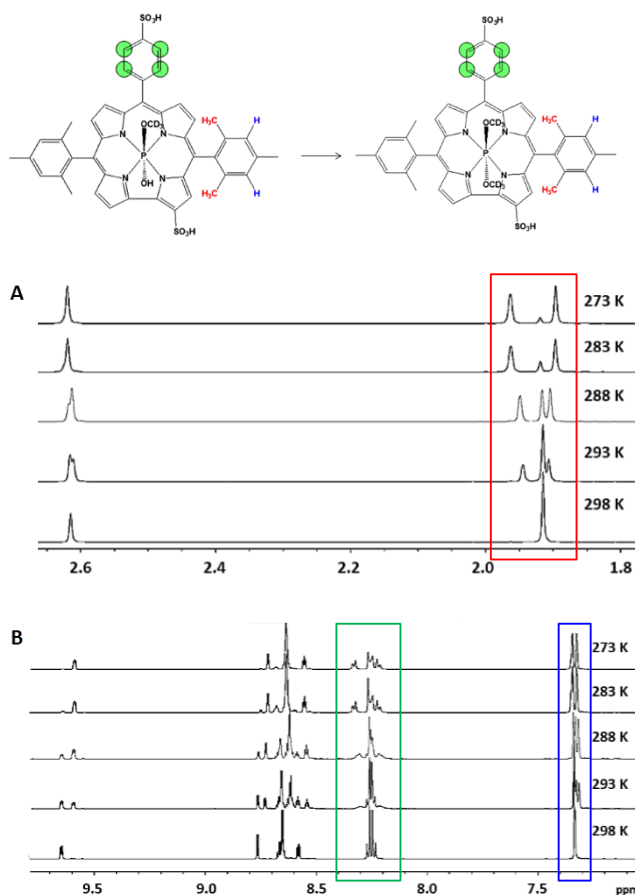 SO₃H
SO₃H
OCD₃
N
N
P
N
N
OH
H₃C
H
H₃C
H
SO₃H
OCD₃
N
N
P
N
N
OCD₃
H₃C
H
H₃C
H
SO₃H
A
273 K
283 K
288 K
293 K
298 K
2.6 2.4 2.2 2.0 1.8
B
273 K
283 K
288 K
293 K
298 K
9.5 9.0 8.5 8.0 7.5 ppm